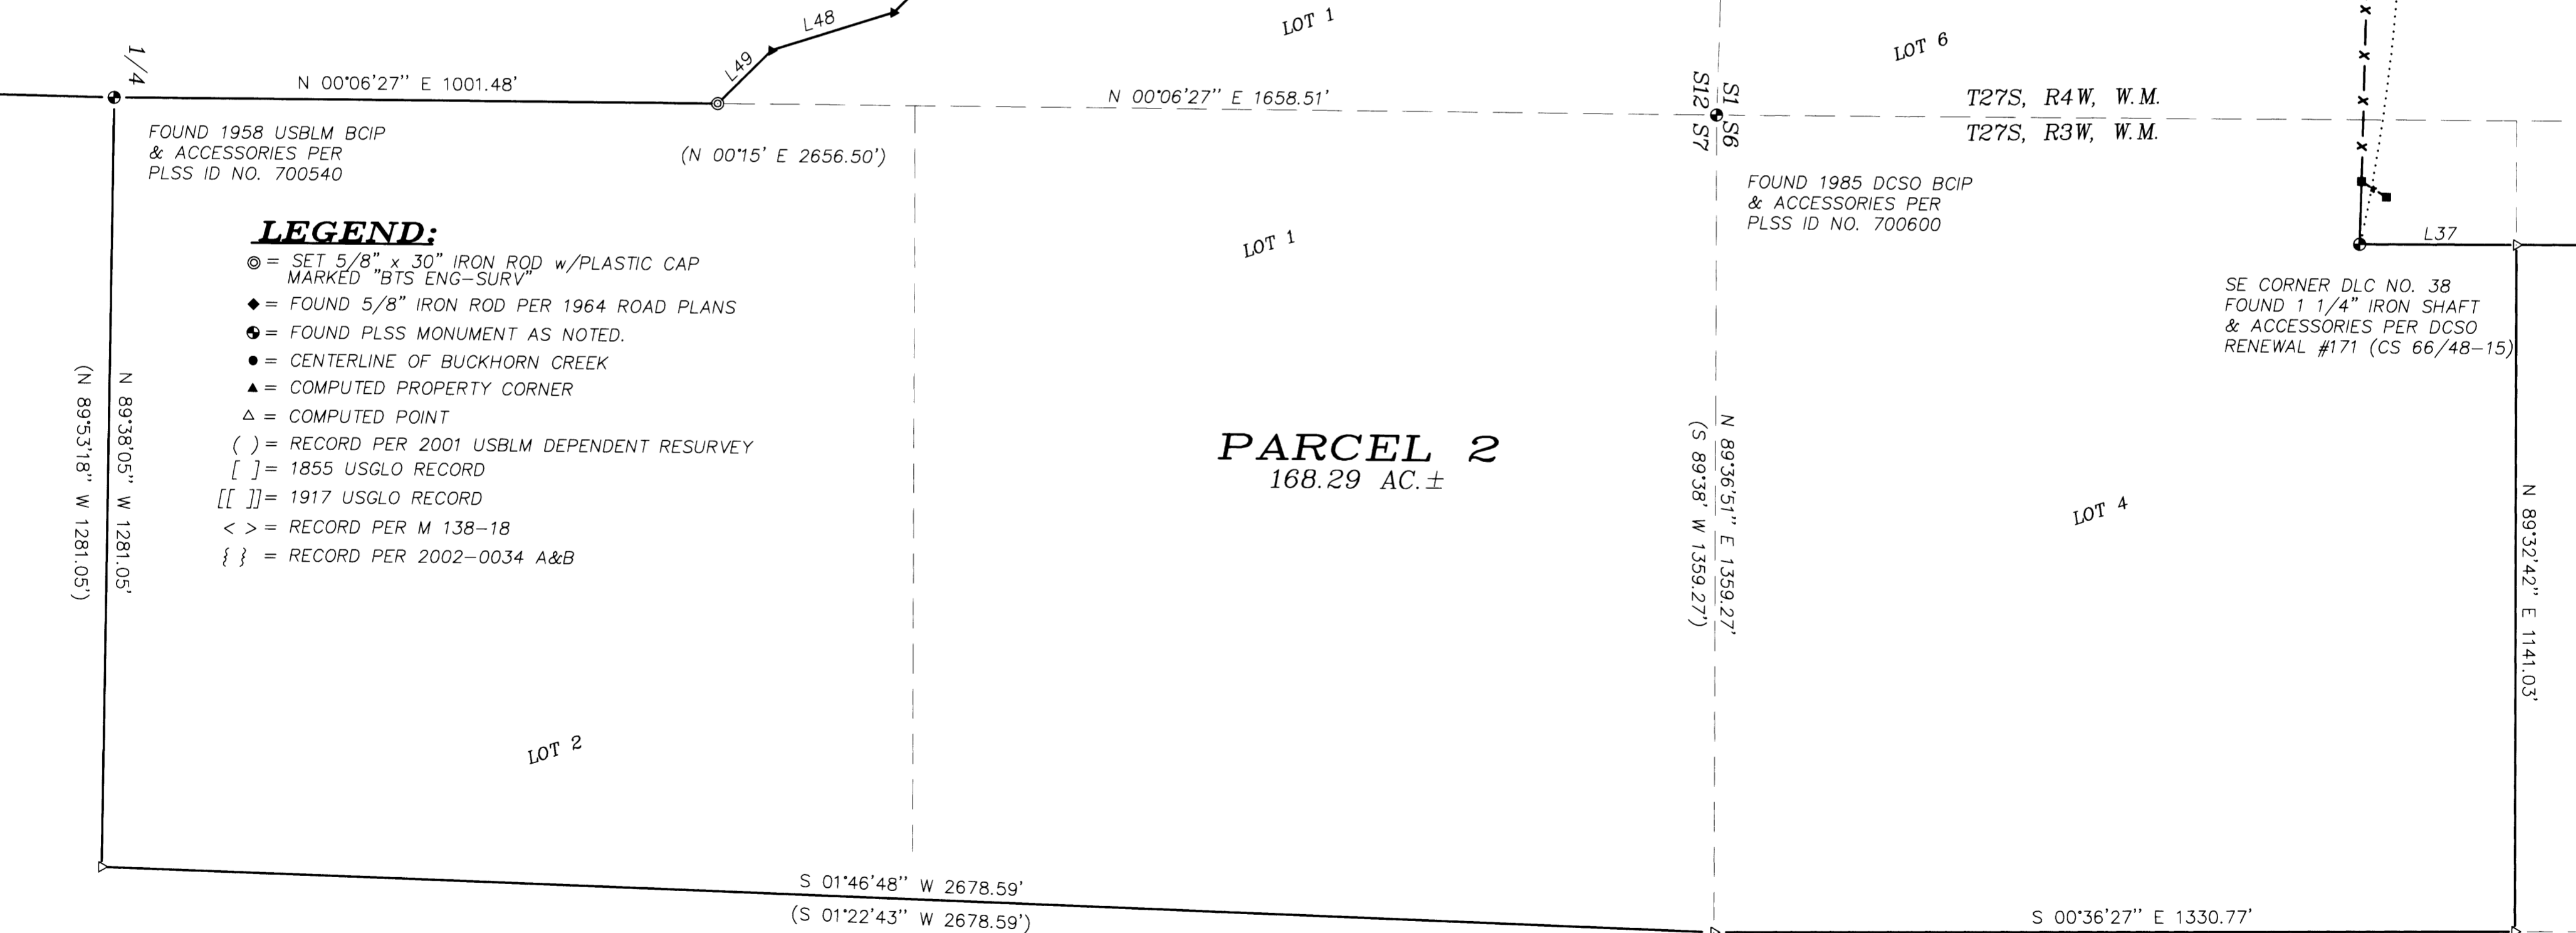 L48
L49
LOT 1
LOT 6
1/4
N 00°06'27" E 1001.48'
N 00°06'27" E 1658.51'
S12 S1
S7 S6
T27S, R4W, W.M.
T27S, R3W, W.M.
FOUND 1958 USBLM BCIP
& ACCESSORIES PER
PLSS ID NO. 700540
(N 00°15' E 2656.50')
FOUND 1985 DCSO BCIP
& ACCESSORIES PER
PLSS ID NO. 700600
L37
LOT 1
SE CORNER DLC NO. 38
FOUND 1 1/4" IRON SHAFT
& ACCESSORIES PER DCSO
RENEWAL #171 (CS 66/48-15)
LEGEND:
◎ = SET 5/8" x 30" IRON ROD w/PLASTIC CAP
MARKED "BTS ENG-SURV"
◆ = FOUND 5/8" IRON ROD PER 1964 ROAD PLANS
= FOUND PLSS MONUMENT AS NOTED.
● = CENTERLINE OF BUCKHORN CREEK
▲ = COMPUTED PROPERTY CORNER
△ = COMPUTED POINT
( ) = RECORD PER 2001 USBLM DEPENDENT RESURVEY
[ ] = 1855 USGLO RECORD
[[ ]] = 1917 USGLO RECORD
< > = RECORD PER M 138-18
{ } = RECORD PER 2002-0034 A&B
N 89°38'05" W 1281.05'
(N 89°53'18" W 1281.05')
PARCEL 2
168.29 AC.±
N 89°36'51" E 1359.27'
(S 89°38' W 1359.27')
LOT 4
N 89°32'42" E 1141.03'
LOT 2
S 01°46'48" W 2678.59'
(S 01°22'43" W 2678.59')
S 00°36'27" E 1330.77'